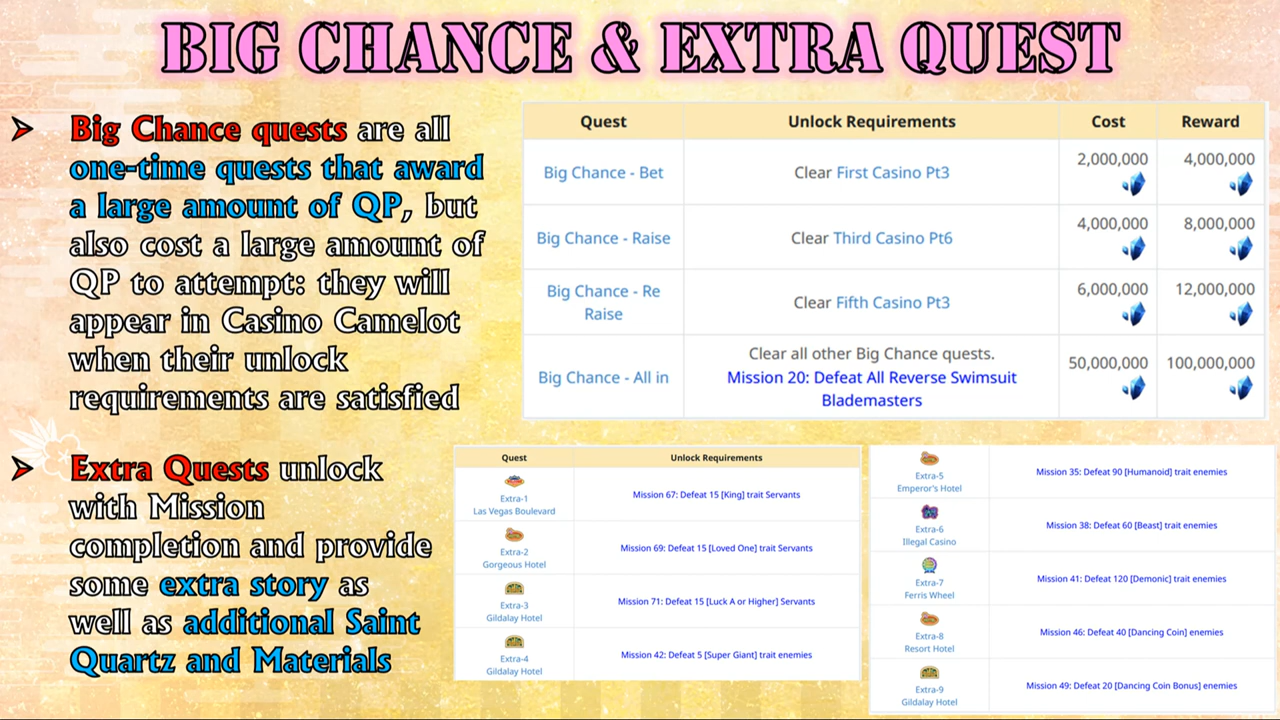 BIG CHANCE & EXTRA QUEST
Big Chance quests are all
one-time quests that award
a large amount of QP, but
also cost a large amount of
QP to attempt: they will
appear in Casino Camelot
when their unlock
requirements are satisfied
Quest Unlock Requirements Cost Reward
Big Chance - Bet Clear First Casino Pt3 2,000,000 4,000,000
Big Chance - Raise Clear Third Casino Pt6 4,000,000 8,000,000
Big Chance - Re
Raise
Clear Fifth Casino Pt3 6,000,000 12,000,000
Big Chance - All in
Clear all other Big Chance quests.
Mission 20: Defeat All Reverse Swimsuit
Blademasters
50,000,000 100,000,000
Extra Quests unlock
with Mission
completion and provide
some extra story as
well as additional Saint
Quartz and Materials
Quest Unlock Requirements
Extra-1
Las Vegas Boulevard
Mission 67: Defeat 15 [King] trait Servants
Extra-2
Gorgeous Hotel
Mission 69: Defeat 15 [Loved One] trait Servants
Extra-3
Gildalay Hotel
Mission 71: Defeat 15 [Luck A or Higher] Servants
Extra-4
Gildalay Hotel
Mission 42: Defeat 5 [Super Giant] trait enemies
Extra-5
Emperor's Hotel
Mission 35: Defeat 90 [Humanoid] trait enemies
Extra-6
Illegal Casino
Mission 38: Defeat 60 [Beast] trait enemies
Extra-7
Ferris Wheel
Mission 41: Defeat 120 [Demonic] trait enemies
Extra-8
Resort Hotel
Mission 46: Defeat 40 [Dancing Coin] enemies
Extra-9
Gildalay Hotel
Mission 49: Defeat 20 [Dancing Coin Bonus] enemies